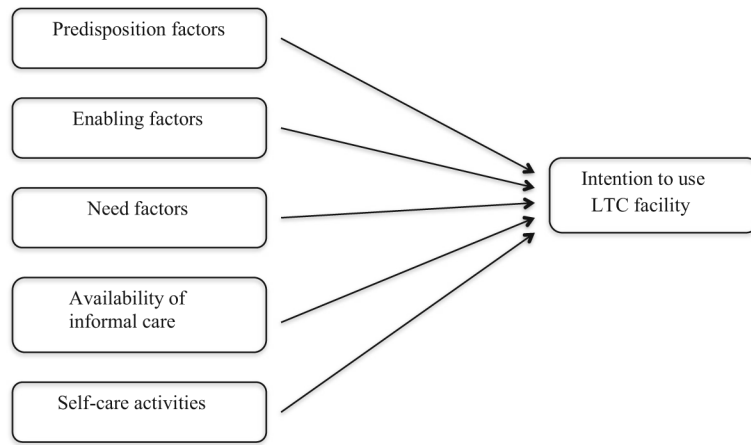 Predisposition factors
Enabling factors
Need factors
Availability of
informal care
Self-care activities
Intention to use
LTC facility